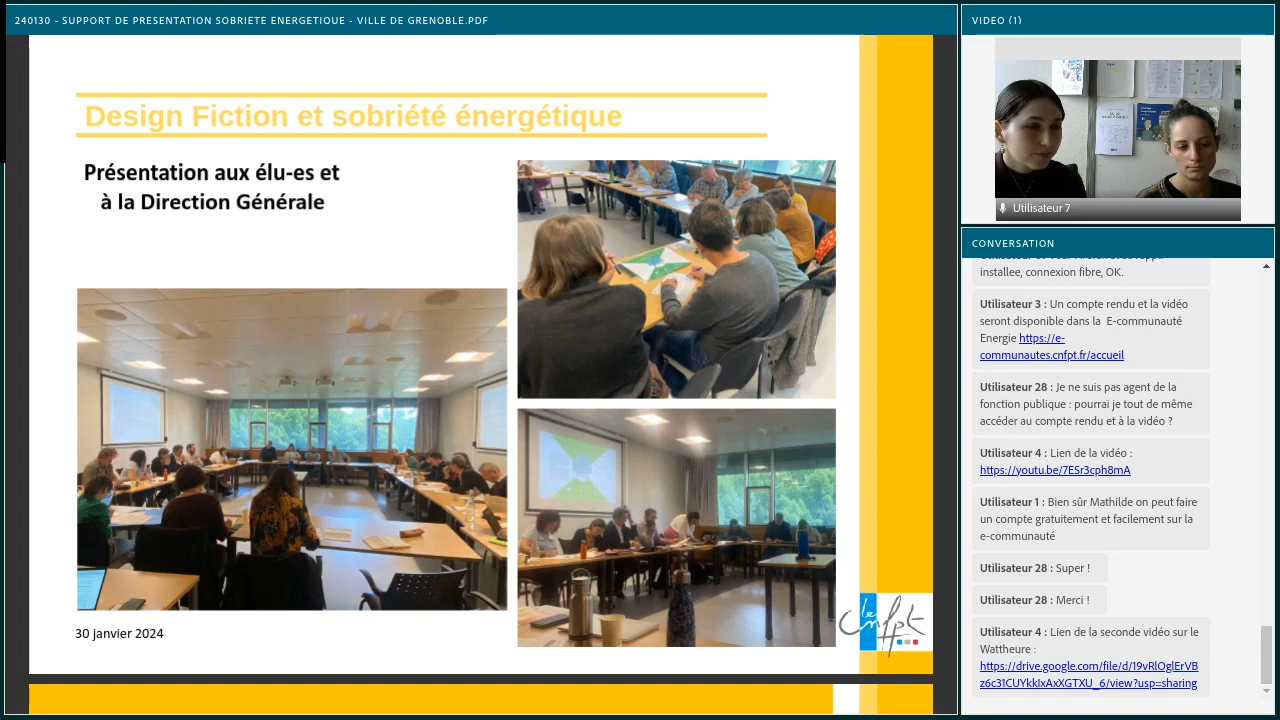 240130 - SUPPORT DE PRÉSENTATION SOBRIÉTÉ ÉNERGÉTIQUE - VILLE DE GRENOBLE.PDF
Design Fiction et sobriété énergétique
Présentation aux élu-es et
à la Direction Générale
30 janvier 2024
le cnfpt
VIDÉO (1)
Utilisateur 7
CONVERSATION
installee, connexion fibre, OK.
Utilisateur 3 : Un compte rendu et la vidéo
seront disponible dans la E-communauté
Energie https://e-
communautes.cnfpt.fr/accueil
Utilisateur 28 : Je ne suis pas agent de la
fonction publique : pourrai je tout de même
accéder au compte rendu et à la vidéo ?
Utilisateur 4 : Lien de la vidéo :
https://youtu.be/7ESr3cph8mA
Utilisateur 1 : Bien sûr Mathilde on peut faire
un compte gratuitement et facilement sur la
e-communauté
Utilisateur 28 : Super !
Utilisateur 28 : Merci !
Utilisateur 4 : Lien de la seconde vidéo sur le
Wattheure :
https://drive.google.com/file/d/19vRlOglErVB
z6c31CUYkkIxAxXGTXU_6/view?usp=sharing